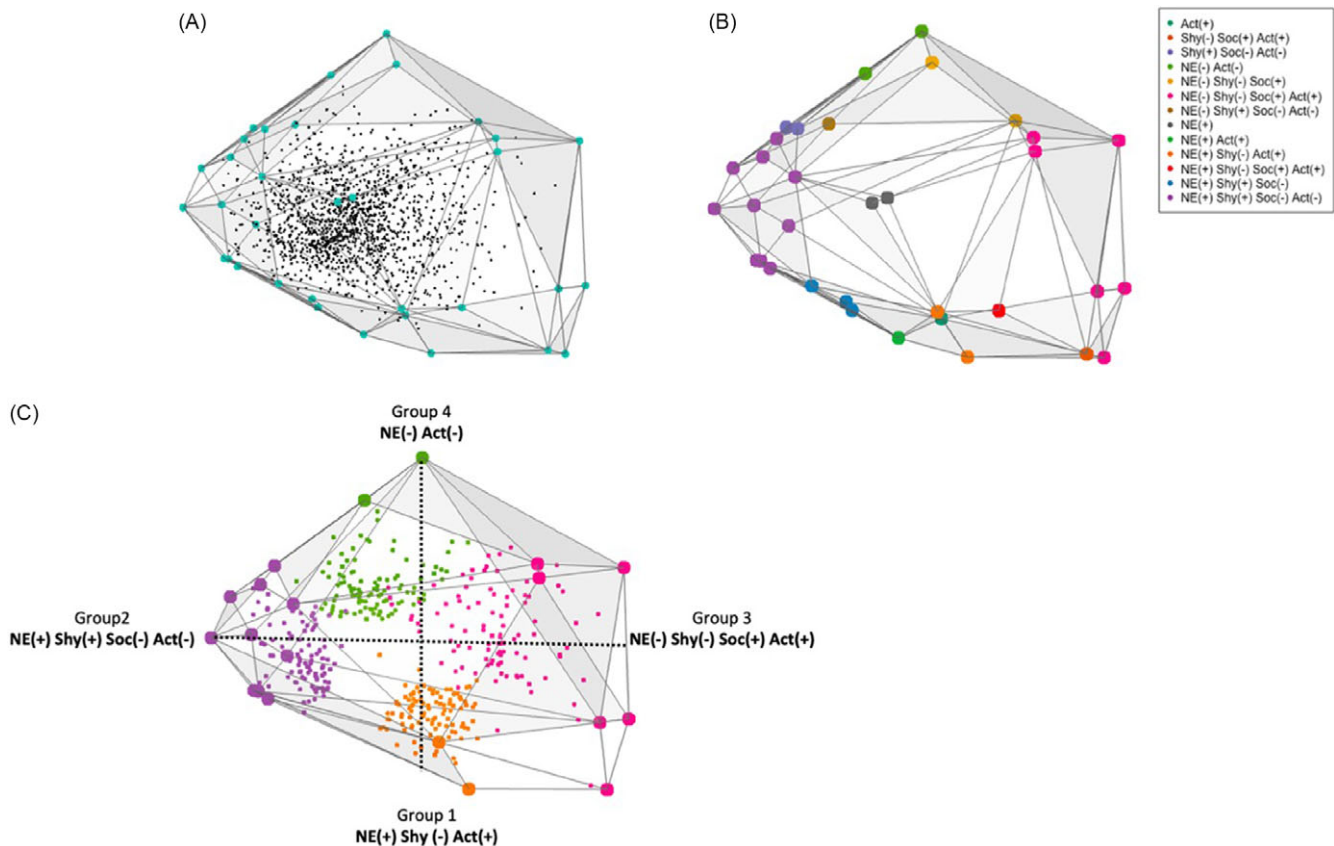 (A)
(B)
Act(+)
Shy(-) Soc(+) Act(+)
Shy(+) Soc(-) Act(-)
NE(-) Act(-)
NE(-) Shy(-) Soc(+)
NE(-) Shy(-) Soc(+) Act(+)
NE(-) Shy(+) Soc(-) Act(-)
NE(+)
NE(+) Act(+)
NE(+) Shy(-) Act(+)
NE(+) Shy(-) Soc(+) Act(+)
NE(+) Shy(+) Soc(-)
NE(+) Shy(+) Soc(-) Act(-)
(C)
Group 4
NE(-) Act(-)
Group2
NE(+) Shy(+) Soc(-) Act(-)
Group 3
NE(-) Shy(-) Soc(+) Act(+)
Group 1
NE(+) Shy (-) Act(+)